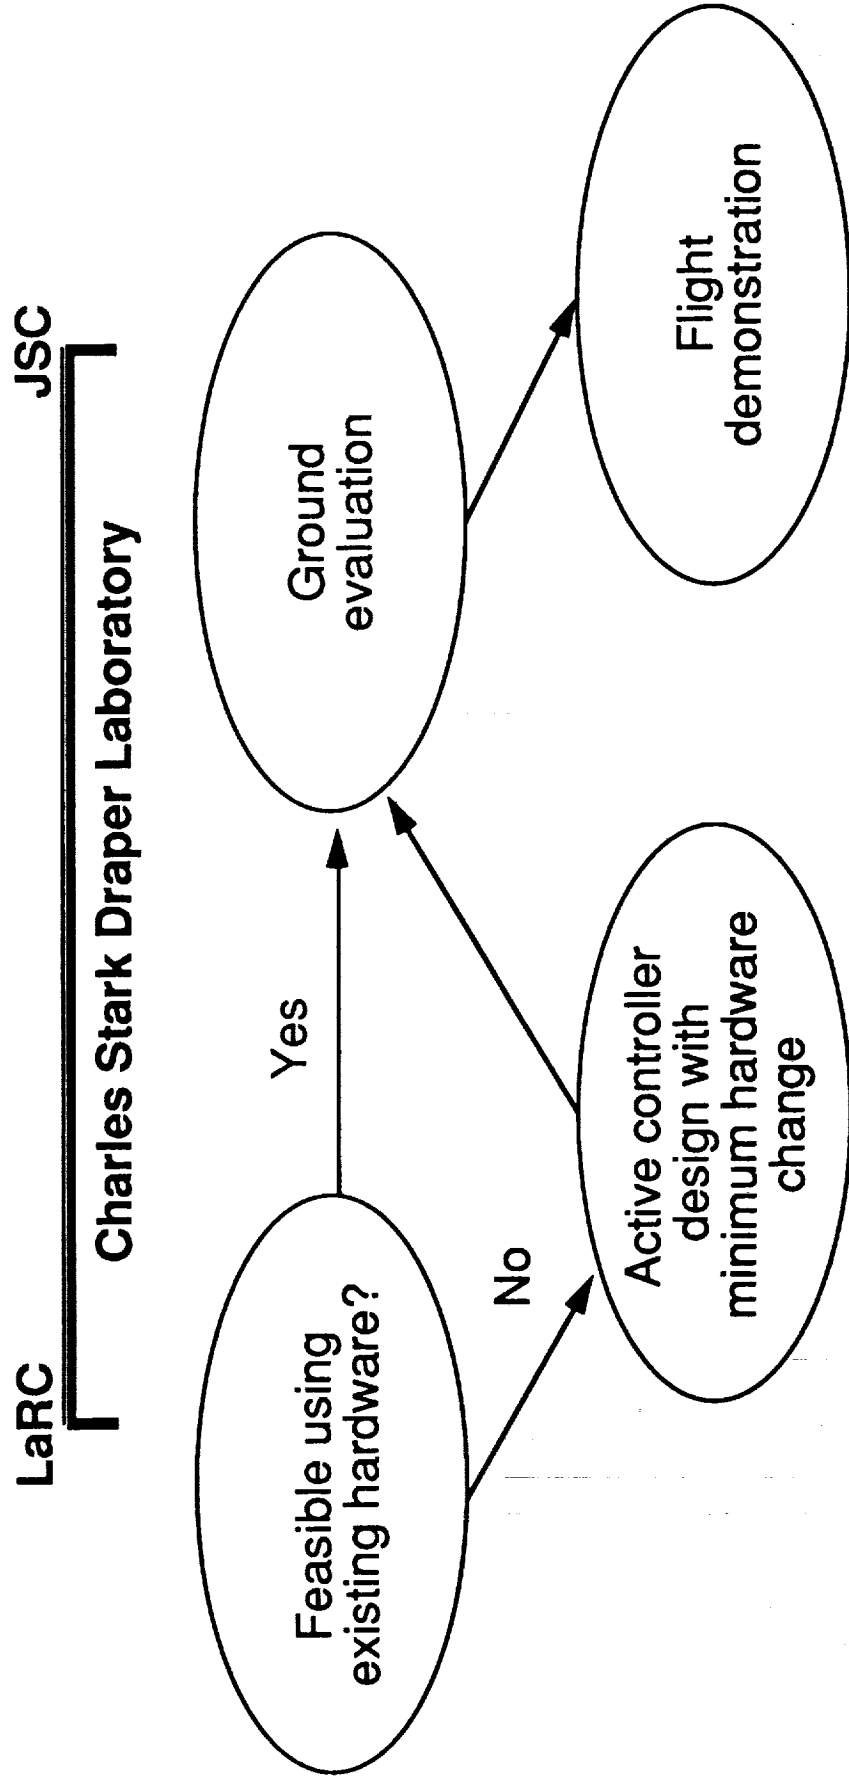 LaRC
JSC
Charles Stark Draper Laboratory
Feasible using
existing hardware?
Yes
Ground
evaluation
No
Active controller
design with
minimum hardware
change
Flight
demonstration